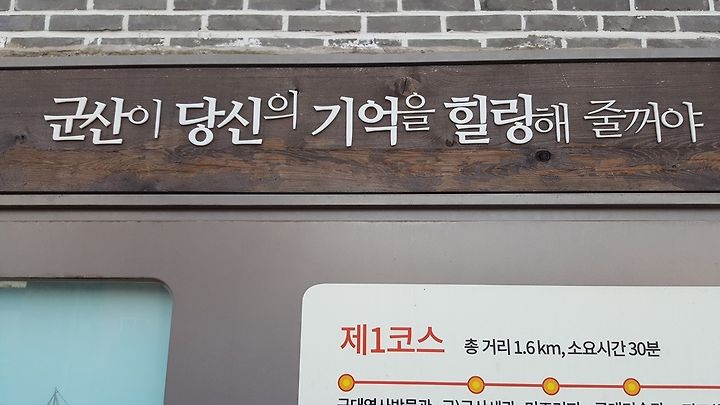 군산이 당신의 기억을 힐링해 줄꺼야
제1코스 총 거리 1.6 km, 소요시간 30분